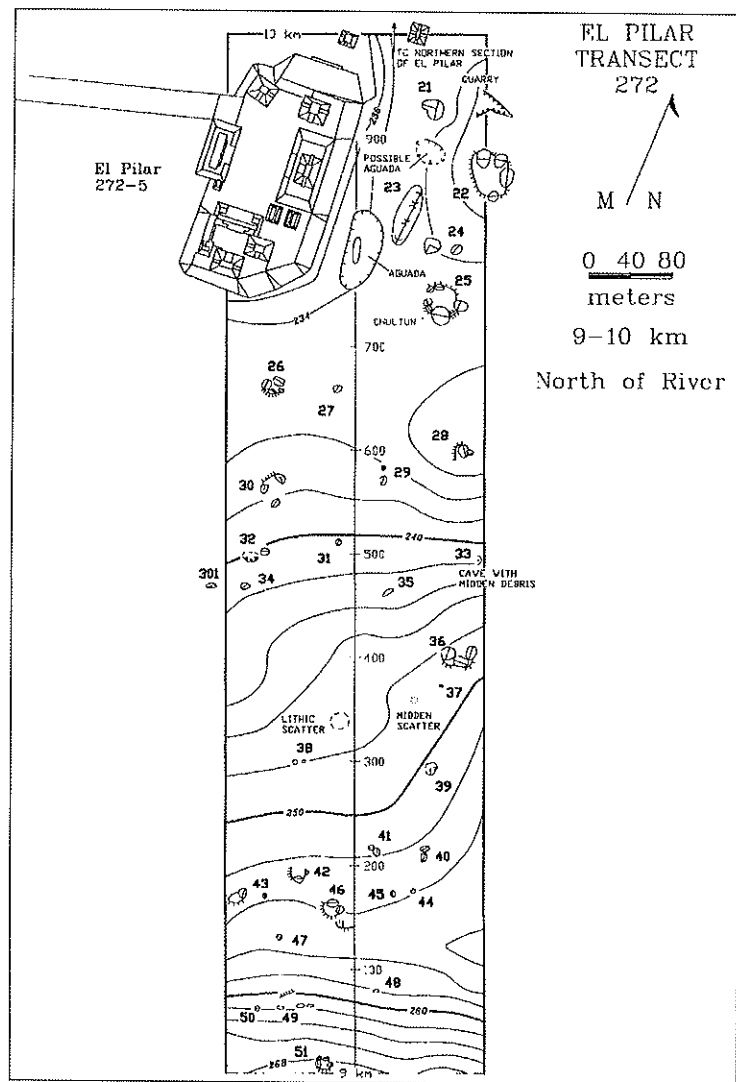 EL PILAR
TRANSECT
272
M N
0 40 80
meters
9-10 km
North of River
10 km
TO NORTHERN SECTION
OF EL PILAR
QUARRY
21
236
900
POSSIBLE
AGUADA
El Pilar
272-5
23
22
24
AGUADA
25
CHULTUN
234
700
26
27
28
600
29
30
240
32
31
500
33
301
34
35
CAVE WITH
MIDDEN DEBRIS
36
400
37
LITHIC
SCATTER
MIDDEN
SCATTER
38
300
39
250
41
40
200
42
43
46
45
44
47
100
48
50
49
260
51
268
9 km